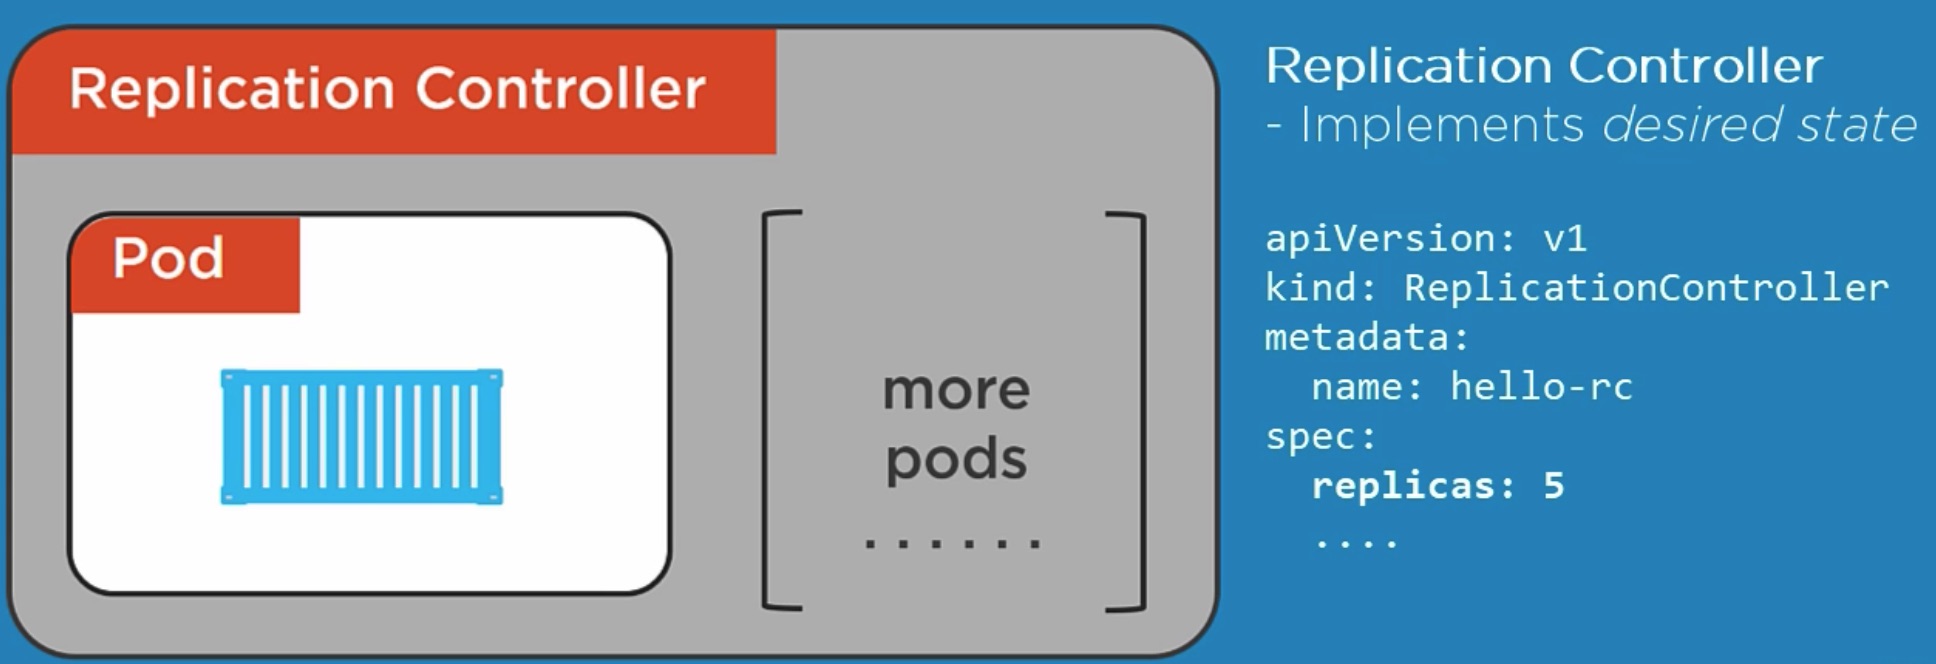 Replication Controller
Pod
more
pods
......
Replication Controller
- Implements desired state
apiVersion: v1
kind: ReplicationController
metadata:
  name: hello-rc
spec:
  replicas: 5
  ....